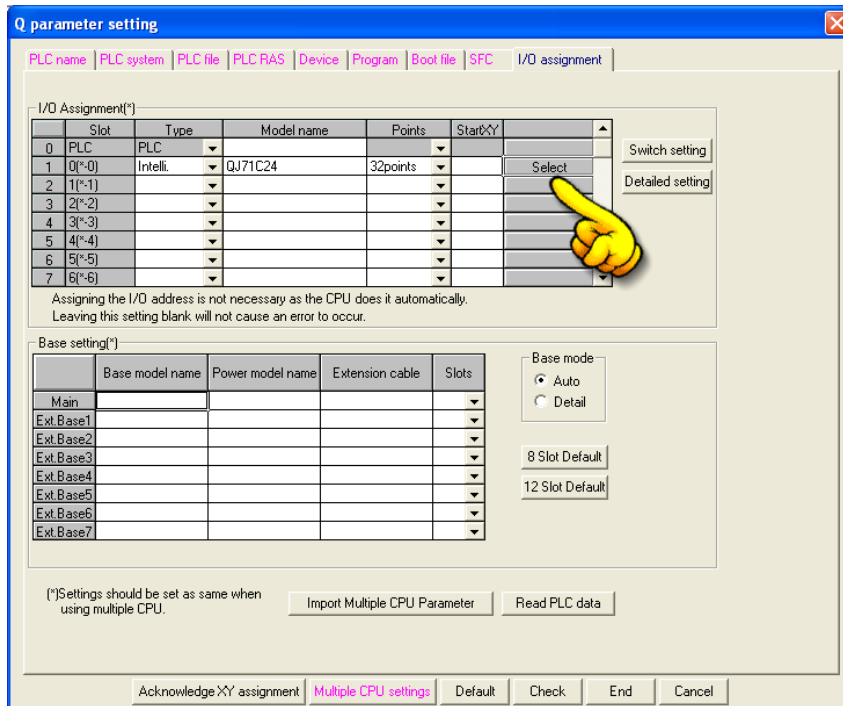 Q parameter setting
PLC name PLC system PLC file PLC RAS Device Program Boot file SFC I/O assignment
I/O Assignment(*)
Slot Type Model name Points StartXY
0 PLC PLC
1 0(*-0) Intelli. QJ71C24 32points Select
2 1(*-1)
3 2(*-2)
4 3(*-3)
5 4(*-4)
6 5(*-5)
7 6(*-6)
Switch setting
Detailed setting
Assigning the I/O address is not necessary as the CPU does it automatically.
Leaving this setting blank will not cause an error to occur.
Base setting(*)
Base model name Power model name Extension cable Slots
Main
Ext.Base1
Ext.Base2
Ext.Base3
Ext.Base4
Ext.Base5
Ext.Base6
Ext.Base7
Base mode
Auto
Detail
8 Slot Default
12 Slot Default
(*)Settings should be set as same when
using multiple CPU.
Import Multiple CPU Parameter Read PLC data
Acknowledge XY assignment Multiple CPU settings Default Check End Cancel